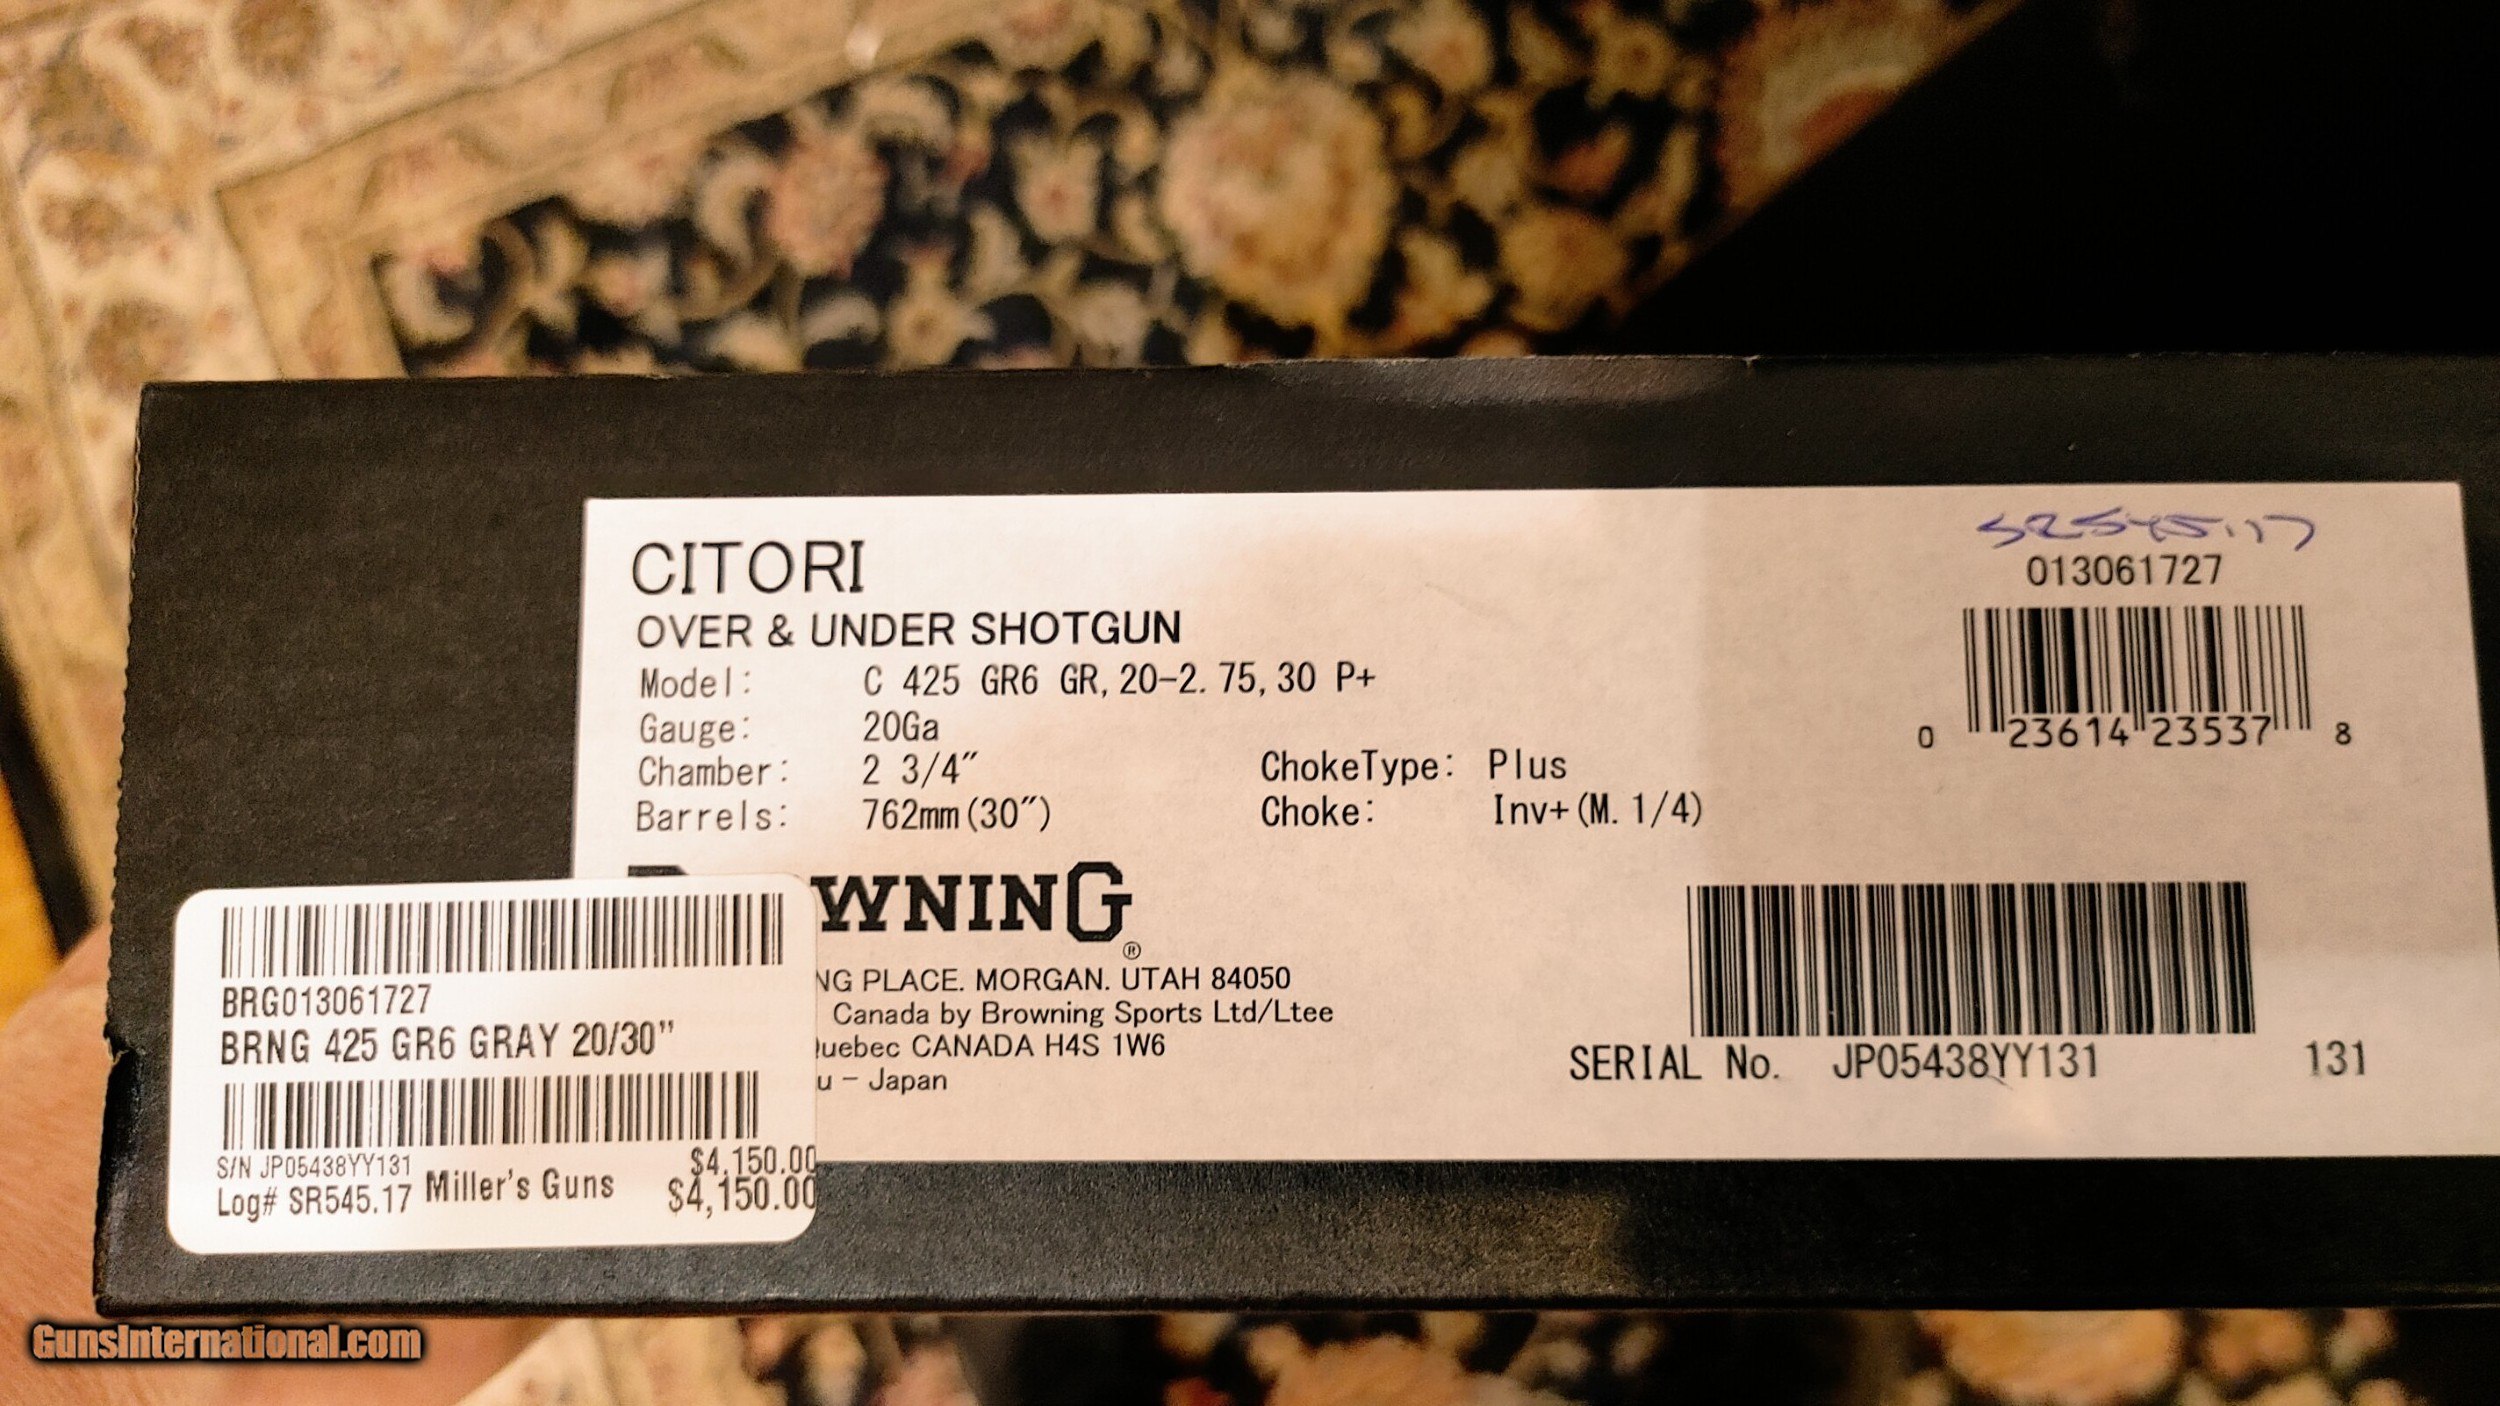 SR545.17
013061727
0 23614 23537 8
CITORI
OVER & UNDER SHOTGUN
Model: C 425 GR6 GR,20-2.75,30 P+
Gauge: 20Ga
Chamber: 2 3/4" ChokeType: Plus
Barrels: 762mm(30") Choke: Inv+(M.1/4)
WNING®
NG PLACE. MORGAN. UTAH 84050
Canada by Browning Sports Ltd/Ltee
uebec CANADA H4S 1W6
u - Japan
SERIAL No. JP05438YY131 131
BRG013061727
BRNG 425 GR6 GRAY 20/30"
S/N JP05438YY131 $4,150.00
Log# SR545.17 Miller's Guns $4,150.00
GunsInternational.com